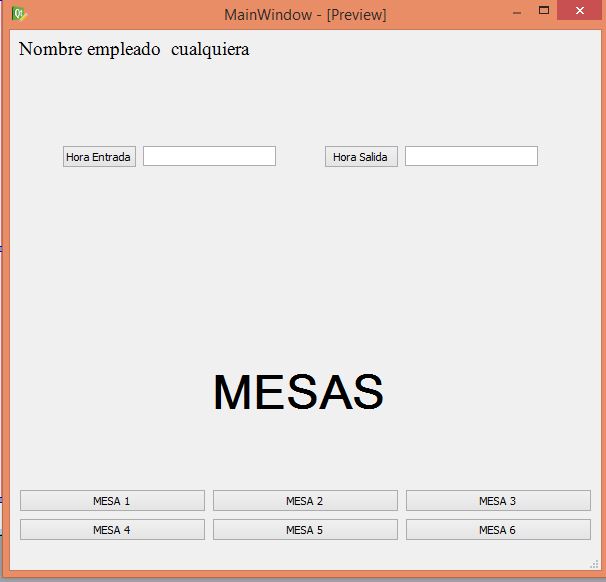 MainWindow - [Preview]
Nombre empleado cualquiera
Hora Entrada Hora Salida
MESAS
MESA 1 MESA 2 MESA 3
MESA 4 MESA 5 MESA 6